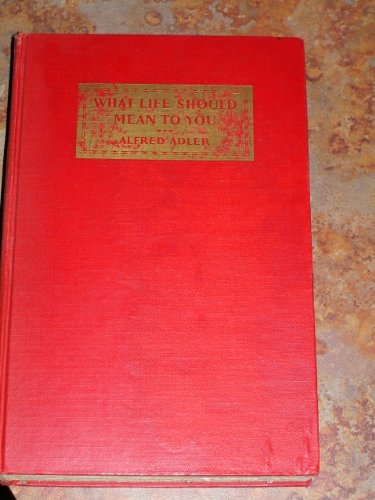 WHAT LIFE SHOULD
MEAN TO YOU
ALFRED ADLER